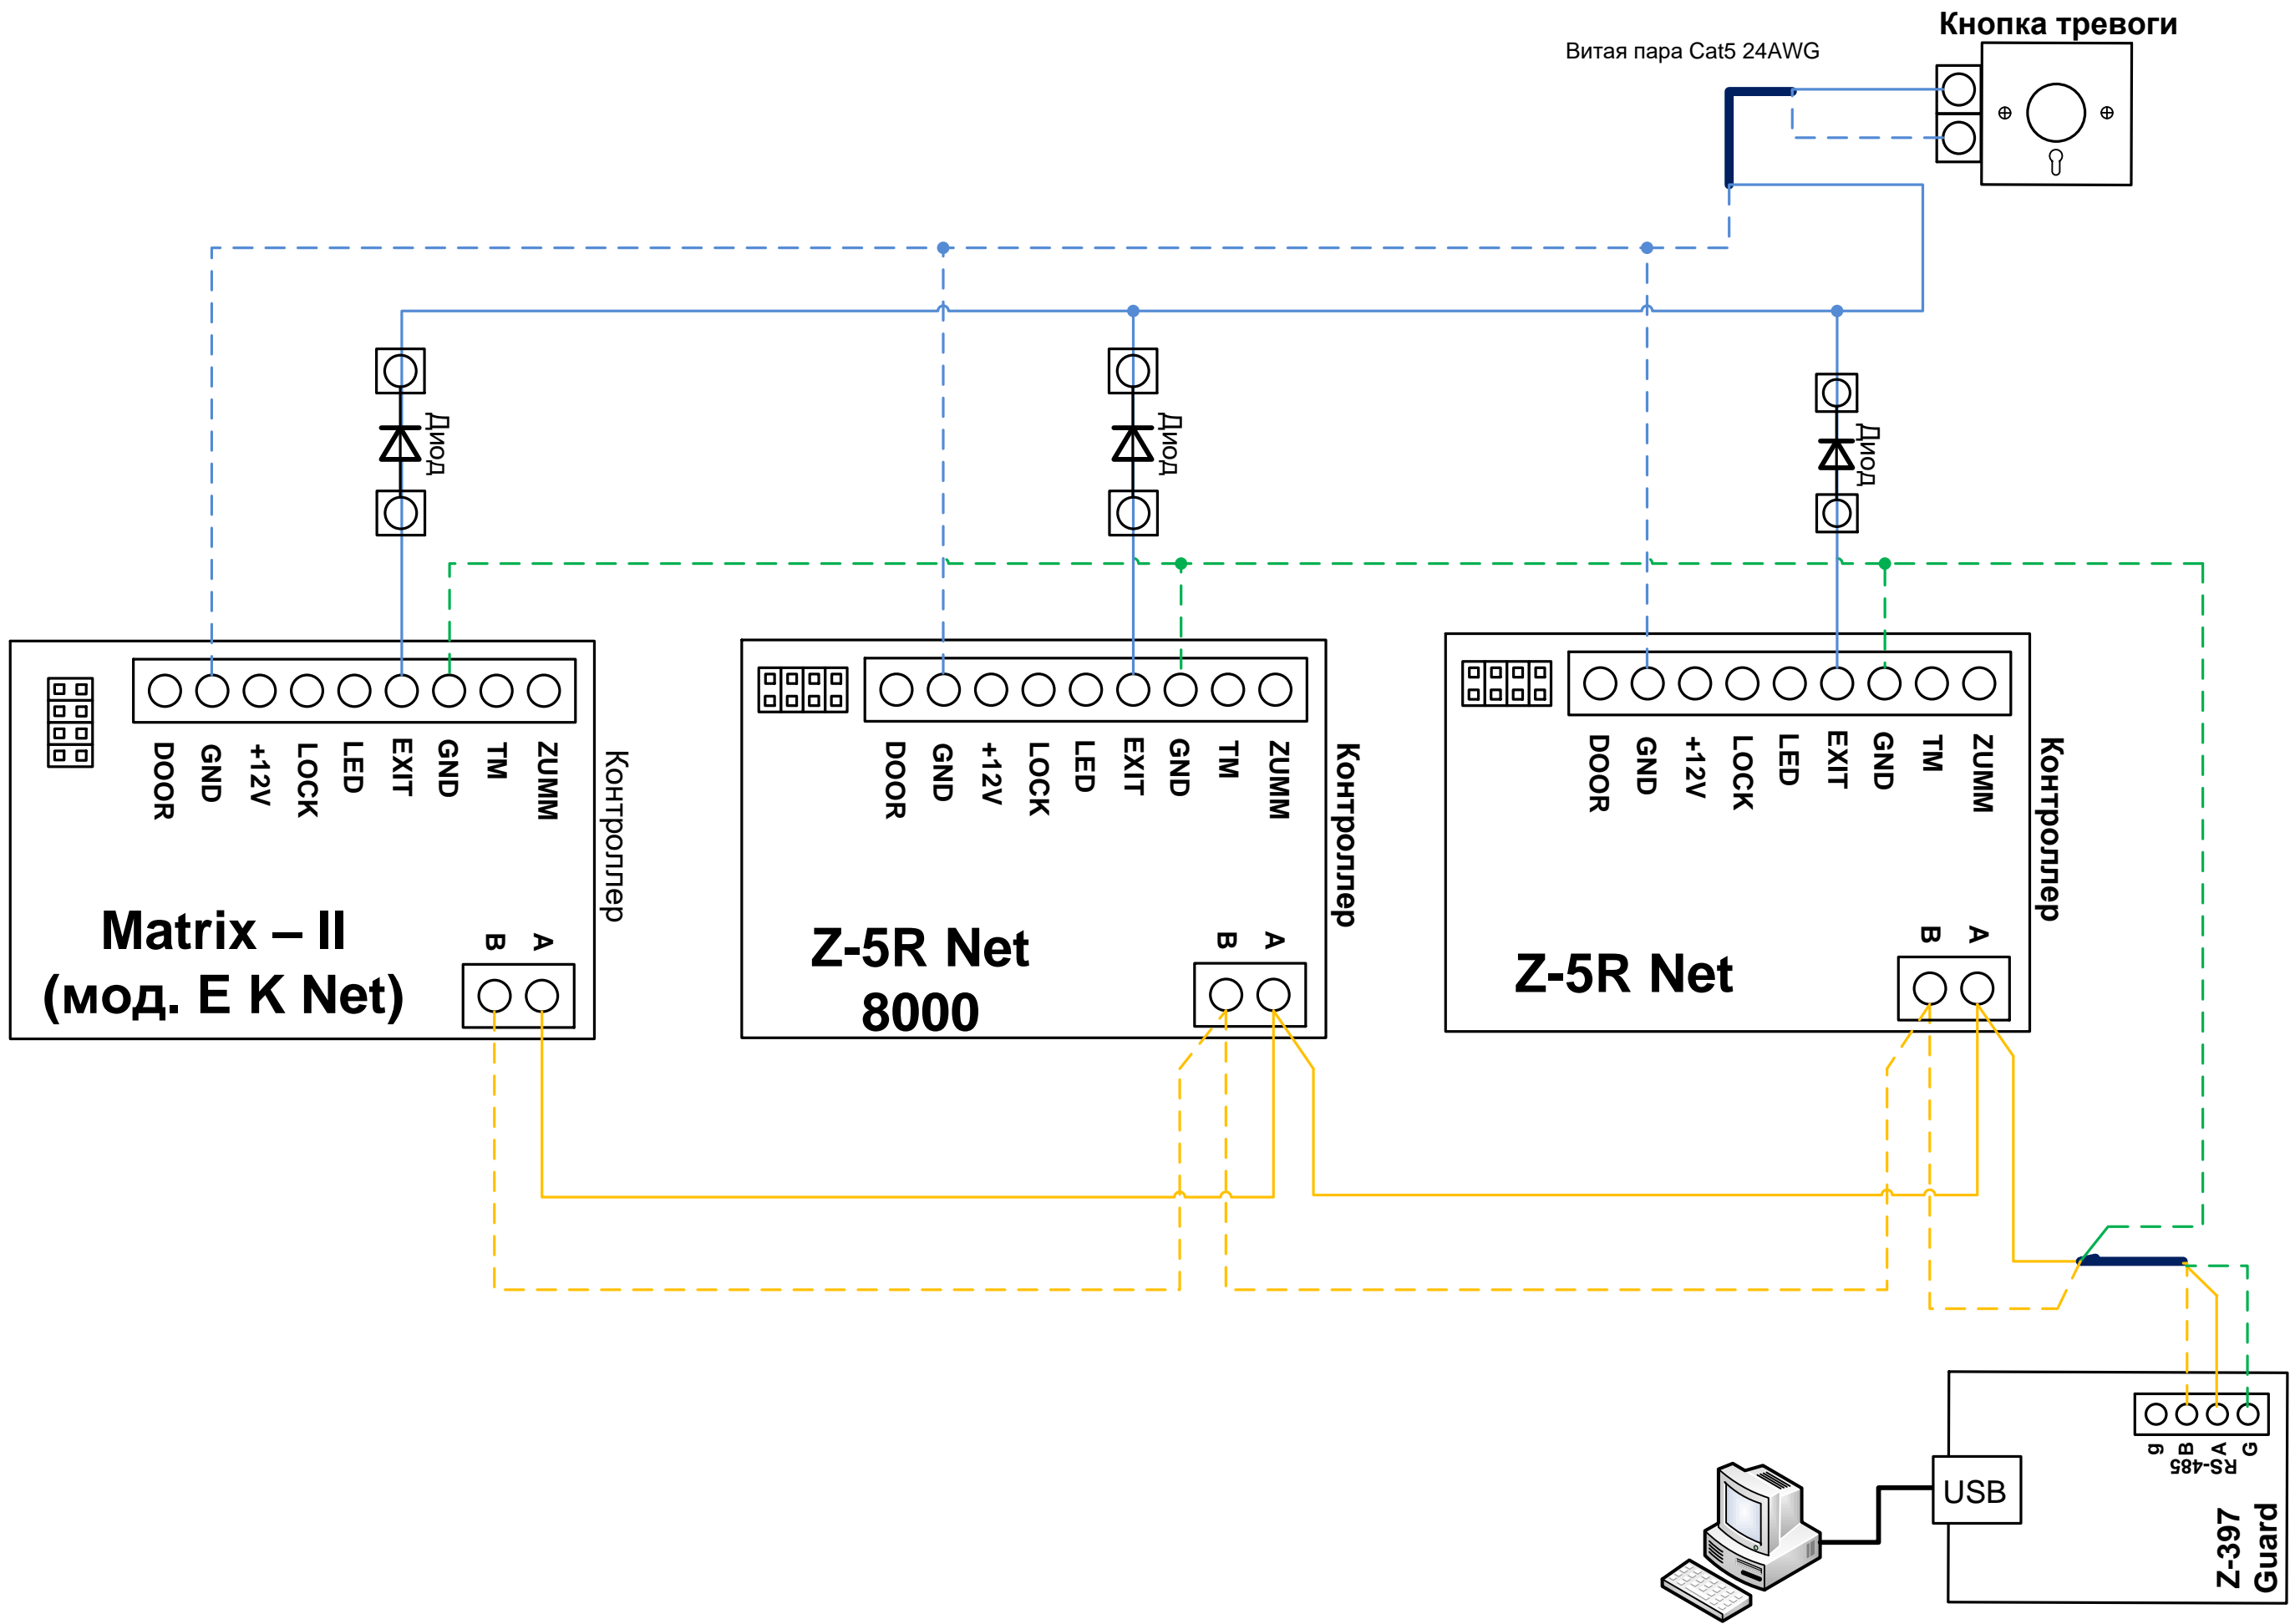 Кнопка тревоги
Витая пара Cat5 24AWG
Диод
Диод
Диод
DOOR
GND
+12V
LOCK
LED
EXIT
GND
TM
ZUMM
Контроллер
Matrix – II
(мод. E K Net)
B
A
DOOR
GND
+12V
LOCK
LED
EXIT
GND
TM
ZUMM
Контроллер
Z-5R Net
8000
B
A
DOOR
GND
+12V
LOCK
LED
EXIT
GND
TM
ZUMM
Контроллер
Z-5R Net
B
A
g
B
A
G
RS-485
USB
Z-397
Guard